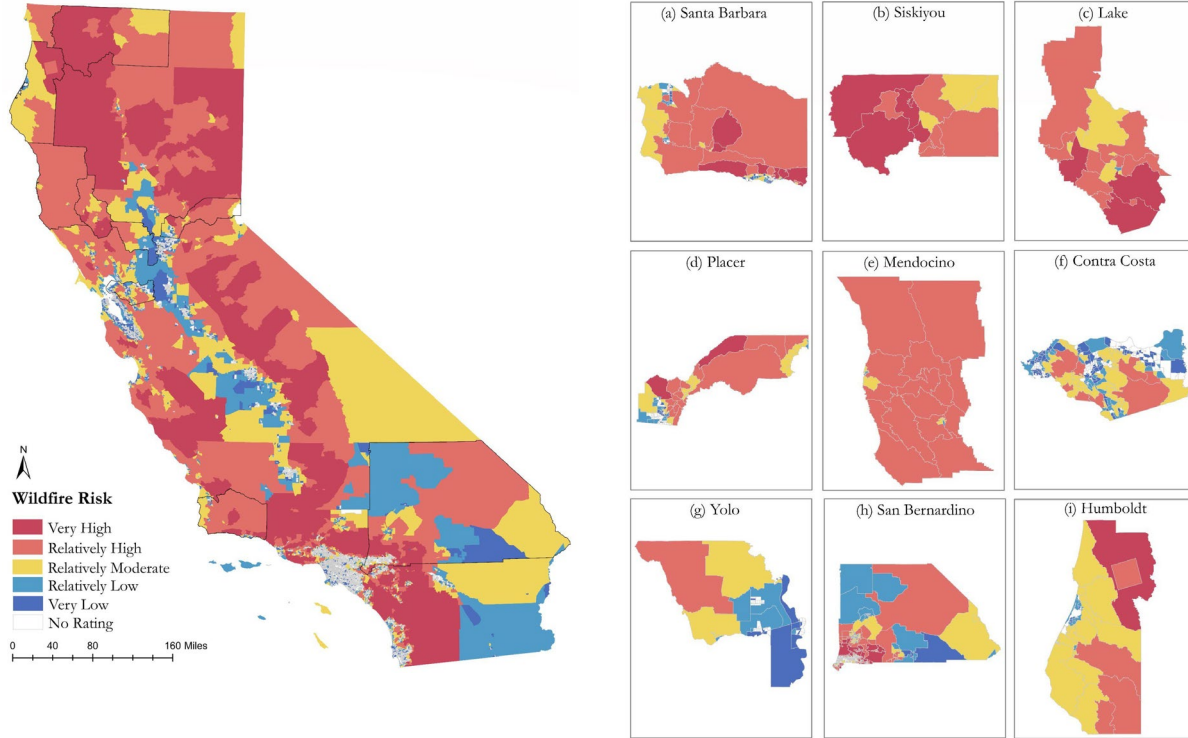 N
Wildfire Risk
Very High
Relatively High
Relatively Moderate
Relatively Low
Very Low
No Rating
0 40 80 160 Miles
(a) Santa Barbara
(b) Siskiyou
(c) Lake
(d) Placer
(e) Mendocino
(f) Contra Costa
(g) Yolo
(h) San Bernardino
(i) Humboldt